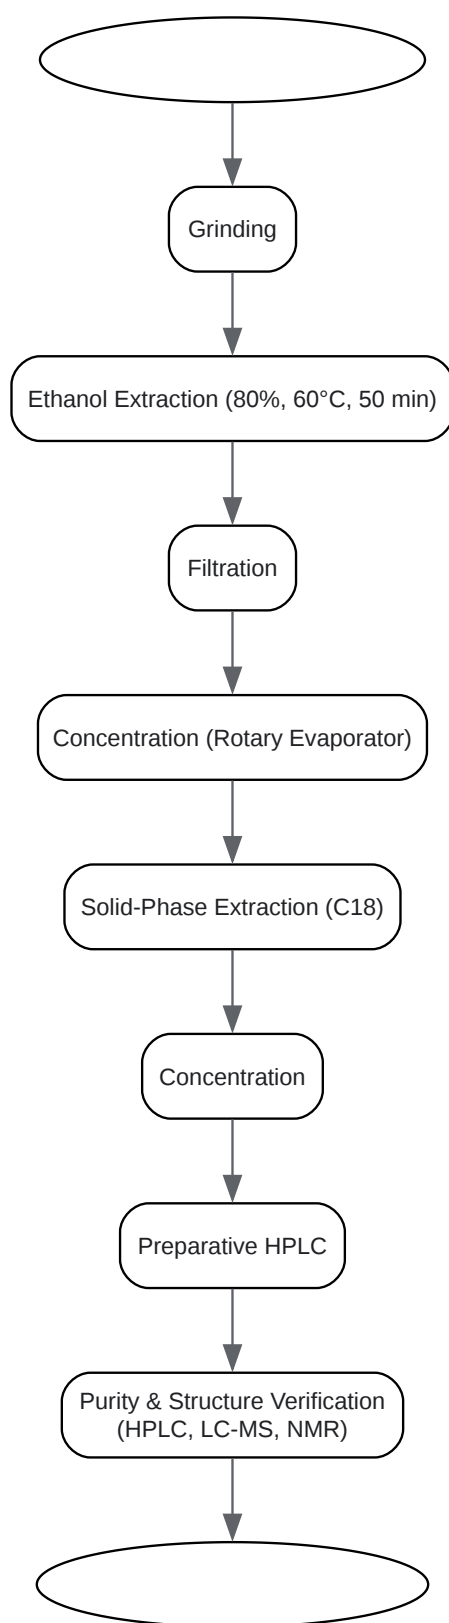 Grinding
Ethanol Extraction (80%, 60°C, 50 min)
Filtration
Concentration (Rotary Evaporator)
Solid-Phase Extraction (C18)
Concentration
Preparative HPLC
Purity & Structure Verification
(HPLC, LC-MS, NMR)